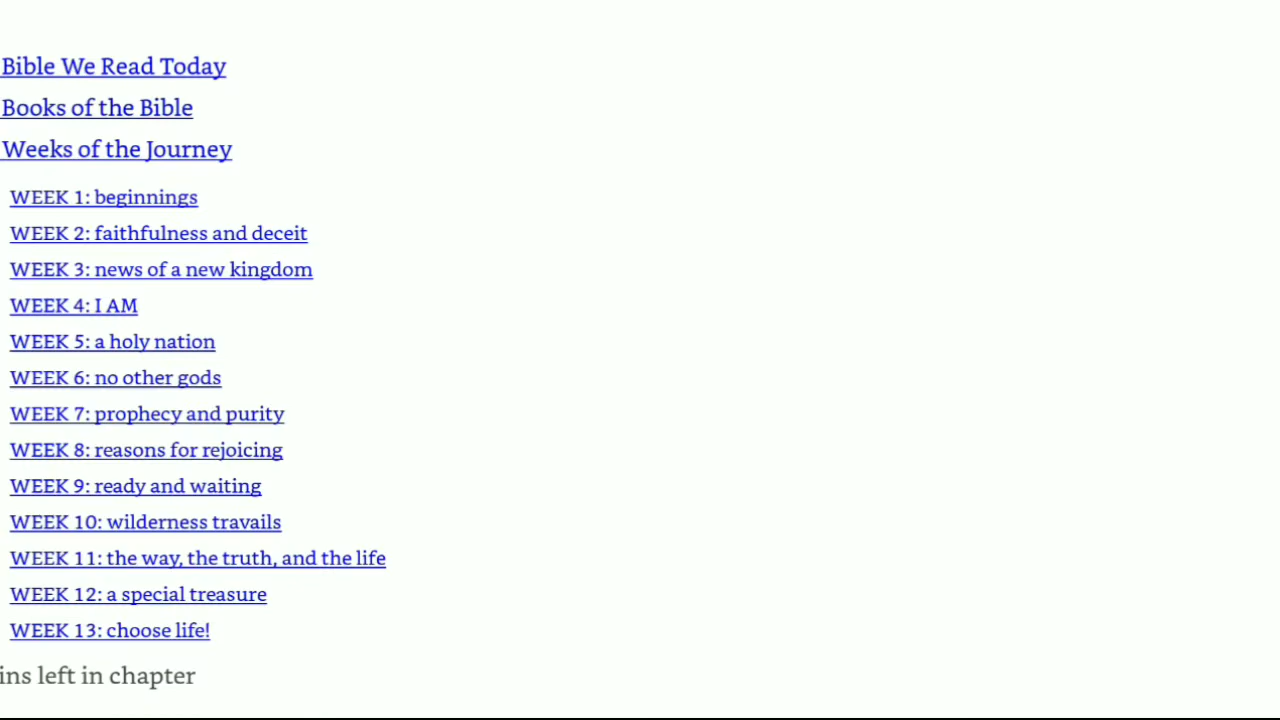 Bible We Read Today
Books of the Bible
Weeks of the Journey
WEEK 1: beginnings
WEEK 2: faithfulness and deceit
WEEK 3: news of a new kingdom
WEEK 4: I AM
WEEK 5: a holy nation
WEEK 6: no other gods
WEEK 7: prophecy and purity
WEEK 8: reasons for rejoicing
WEEK 9: ready and waiting
WEEK 10: wilderness travails
WEEK 11: the way, the truth, and the life
WEEK 12: a special treasure
WEEK 13: choose life!
ins left in chapter